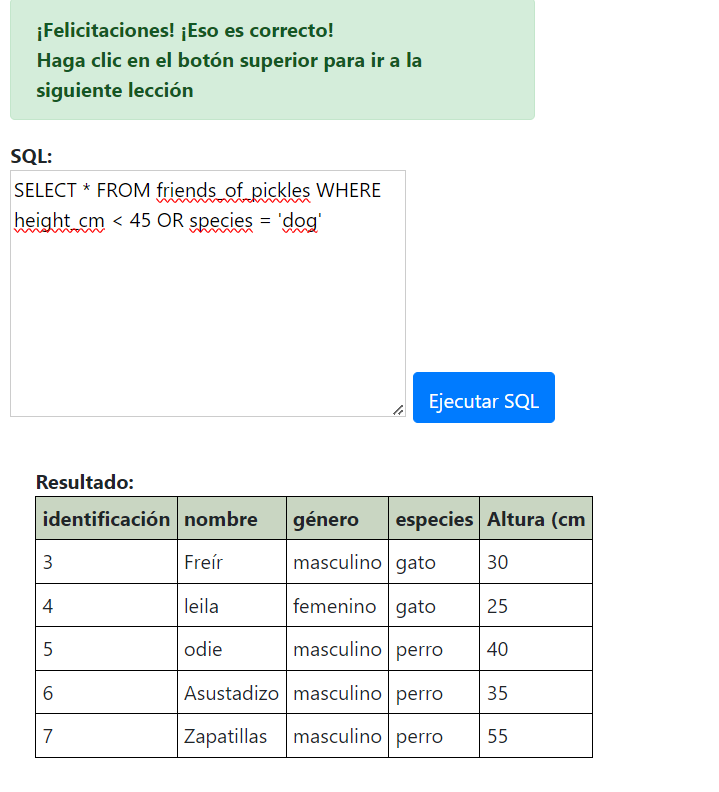 ¡Felicitaciones! ¡Eso es correcto!
Haga clic en el botón superior para ir a la
siguiente lección
SQL:
SELECT * FROM friends_of_pickles WHERE
height_cm < 45 OR species = 'dog'
Ejecutar SQL
Resultado:
identificación nombre género especies Altura (cm
3 Freír masculino gato 30
4 leila femenino gato 25
5 odie masculino perro 40
6 Asustadizo masculino perro 35
7 Zapatillas masculino perro 55